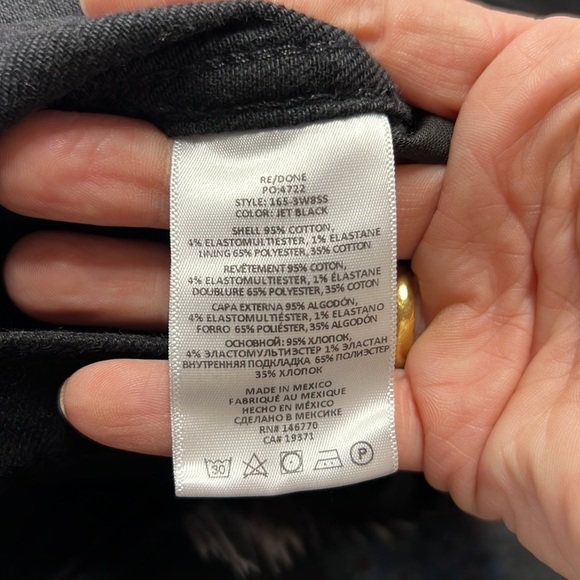 RE/DONE
PO:4722
STYLE: 165-3W8SS
COLOR: JET BLACK
SHELL 95% COTTON,
4% ELASTOMULTIESTER, 1% ELASTANE
LINING 65% POLYESTER, 35% COTTON
REVÊTEMENT 95% COTON,
4% ELASTOMULTIESTER, 1% ÉLASTANE
DOUBLURE 65% POLYESTER, 35% COTON
CAPA EXTERNA 95% ALGODÓN,
4% ELASTOMULTIÉSTER, 1% ELASTANO
FORRO 65% POLIÉSTER, 35% ALGODÓN
ОСНОВНОЙ: 95% ХЛОПОК,
4% ЭЛАСТОМУЛЬТИЭСТЕР 1% ЭЛАСТАН
ВНУТРЕННЯЯ ПОДКЛАДКА 65% ПОЛИЭСТЕР
35% ХЛОПОК
MADE IN MEXICO
FABRIQUÉ AU MEXIQUE
HECHO EN MÉXICO
СДЕЛАНО В МЕКСИКЕ
RN# 146770
CA# 19371
30 P